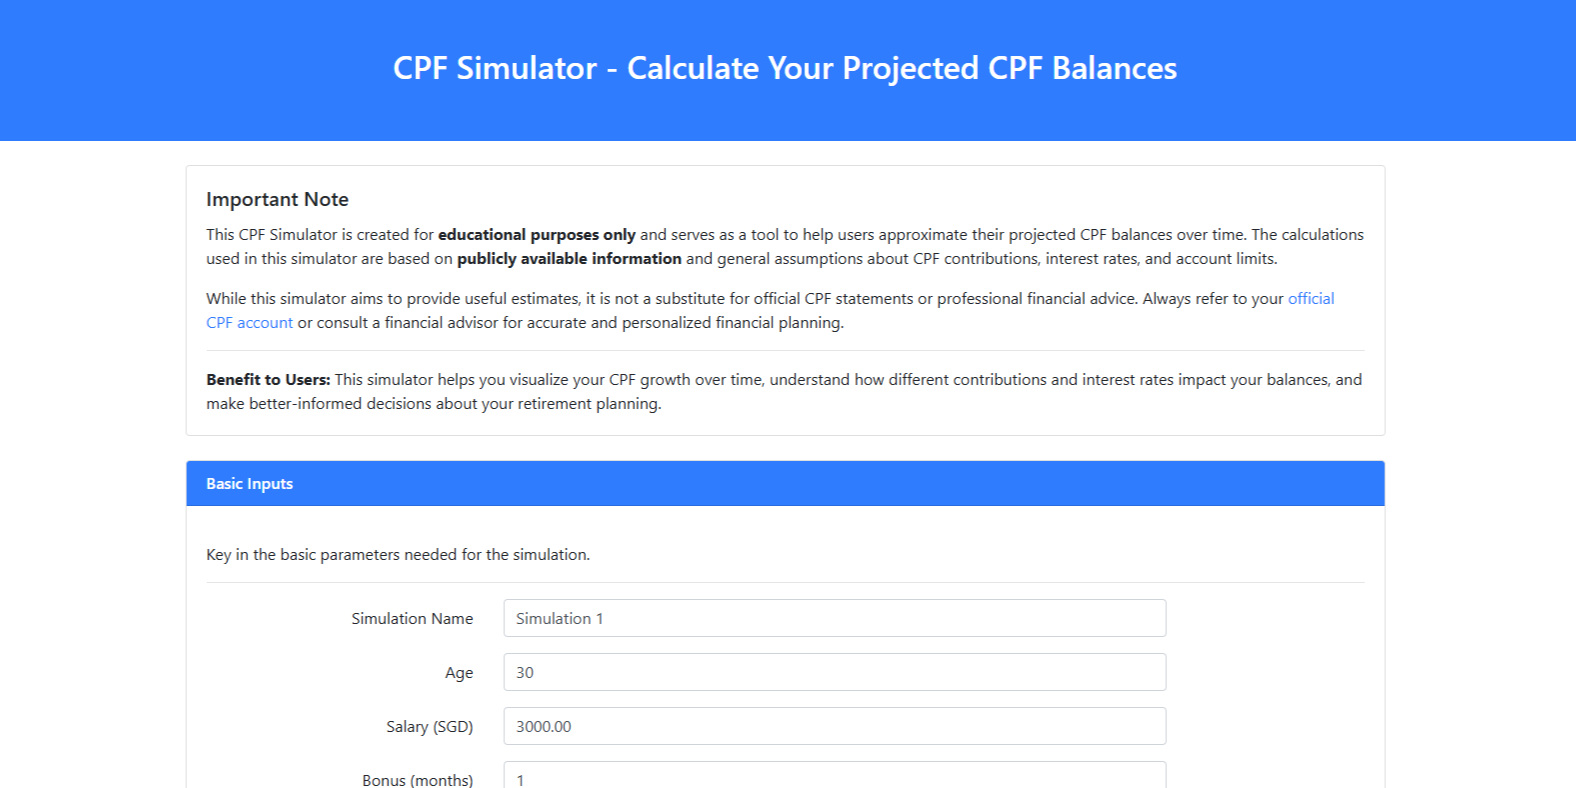 CPF Simulator - Calculate Your Projected CPF Balances
Important Note
This CPF Simulator is created for educational purposes only and serves as a tool to help users approximate their projected CPF balances over time. The calculations
used in this simulator are based on publicly available information and general assumptions about CPF contributions, interest rates, and account limits.
While this simulator aims to provide useful estimates, it is not a substitute for official CPF statements or professional financial advice. Always refer to your official
CPF account or consult a financial advisor for accurate and personalized financial planning.
Benefit to Users: This simulator helps you visualize your CPF growth over time, understand how different contributions and interest rates impact your balances, and
make better-informed decisions about your retirement planning.
Basic Inputs
Key in the basic parameters needed for the simulation.
Simulation Name Simulation 1
Age 30
Salary (SGD) 3000.00
Bonus (months) 1